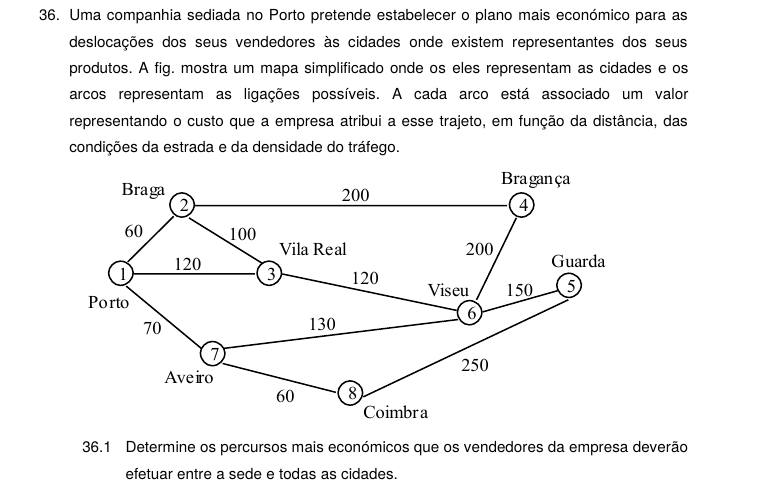 36. Uma companhia sediada no Porto pretende estabelecer o plano mais económico para as
deslocações dos seus vendedores às cidades onde existem representantes dos seus
produtos. A fig. mostra um mapa simplificado onde os eles representam as cidades e os
arcos representam as ligações possíveis. A cada arco está associado um valor
representando o custo que a empresa atribui a esse trajeto, em função da distância, das
condições da estrada e da densidade do tráfego.
Bragança
Braga
200
2
4
60
100
Vila Real
200
Guarda
120
1
3
120
Viseu
150
5
Porto
6
70
130
7
250
Aveiro
60
8
Coimbra
36.1 Determine os percursos mais económicos que os vendedores da empresa deverão
efetuar entre a sede e todas as cidades.